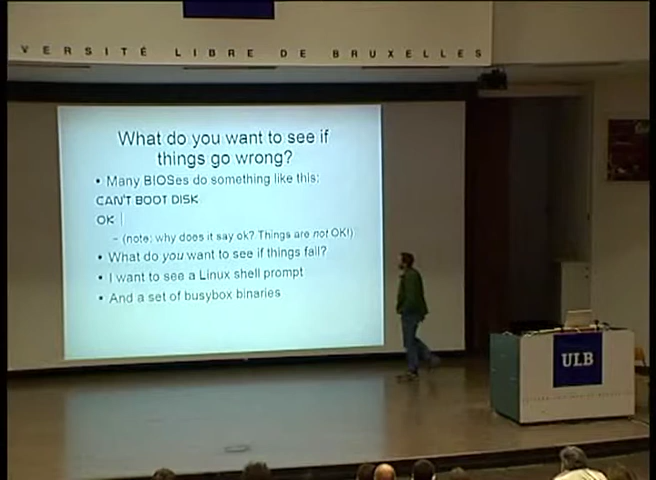 VERSITÉ LIBRE DE BRUXELLES
What do you want to see if
things go wrong?
• Many BIOSes do something like this:
CAN'T BOOT DISK
OK
– (note: why does it say ok? Things are not OK!)
• What do you want to see if things fail?
• I want to see a Linux shell prompt
• And a set of busybox binaries
ULB